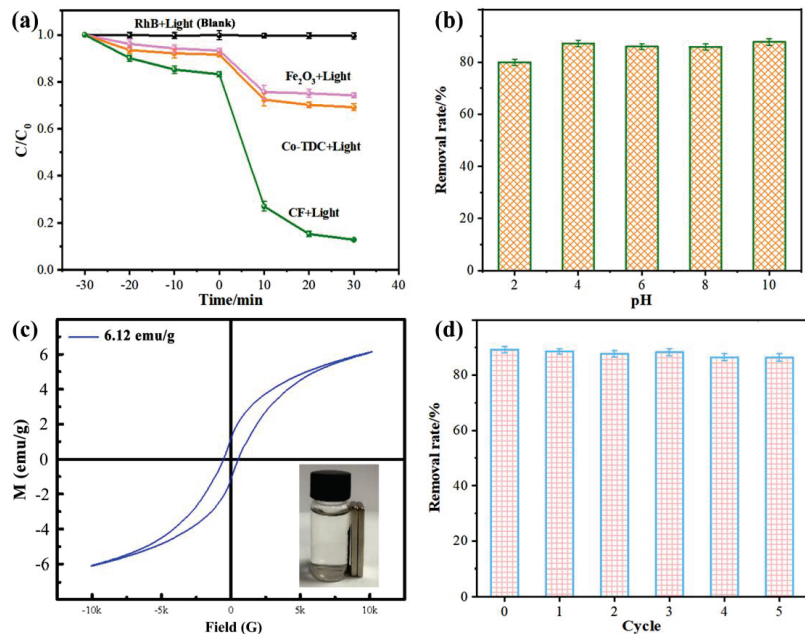 (a)
RhB+Light (Blank)
Fe₂O₃+Light
Co-TDC+Light
CF+Light
C/C₀
1.0
0.8
0.6
0.4
0.2
0.0
-30 -20 -10 0 10 20 30 40
Time/min
(b)
Removal rate/%
80
60
40
20
0
2 4 6 8 10
pH
(c)
6.12 emu/g
M (emu/g)
6
4
2
0
-2
-4
-6
-10k -5k 0 5k 10k
Field (G)
(d)
Removal rate/%
80
60
40
20
0
0 1 2 3 4 5
Cycle